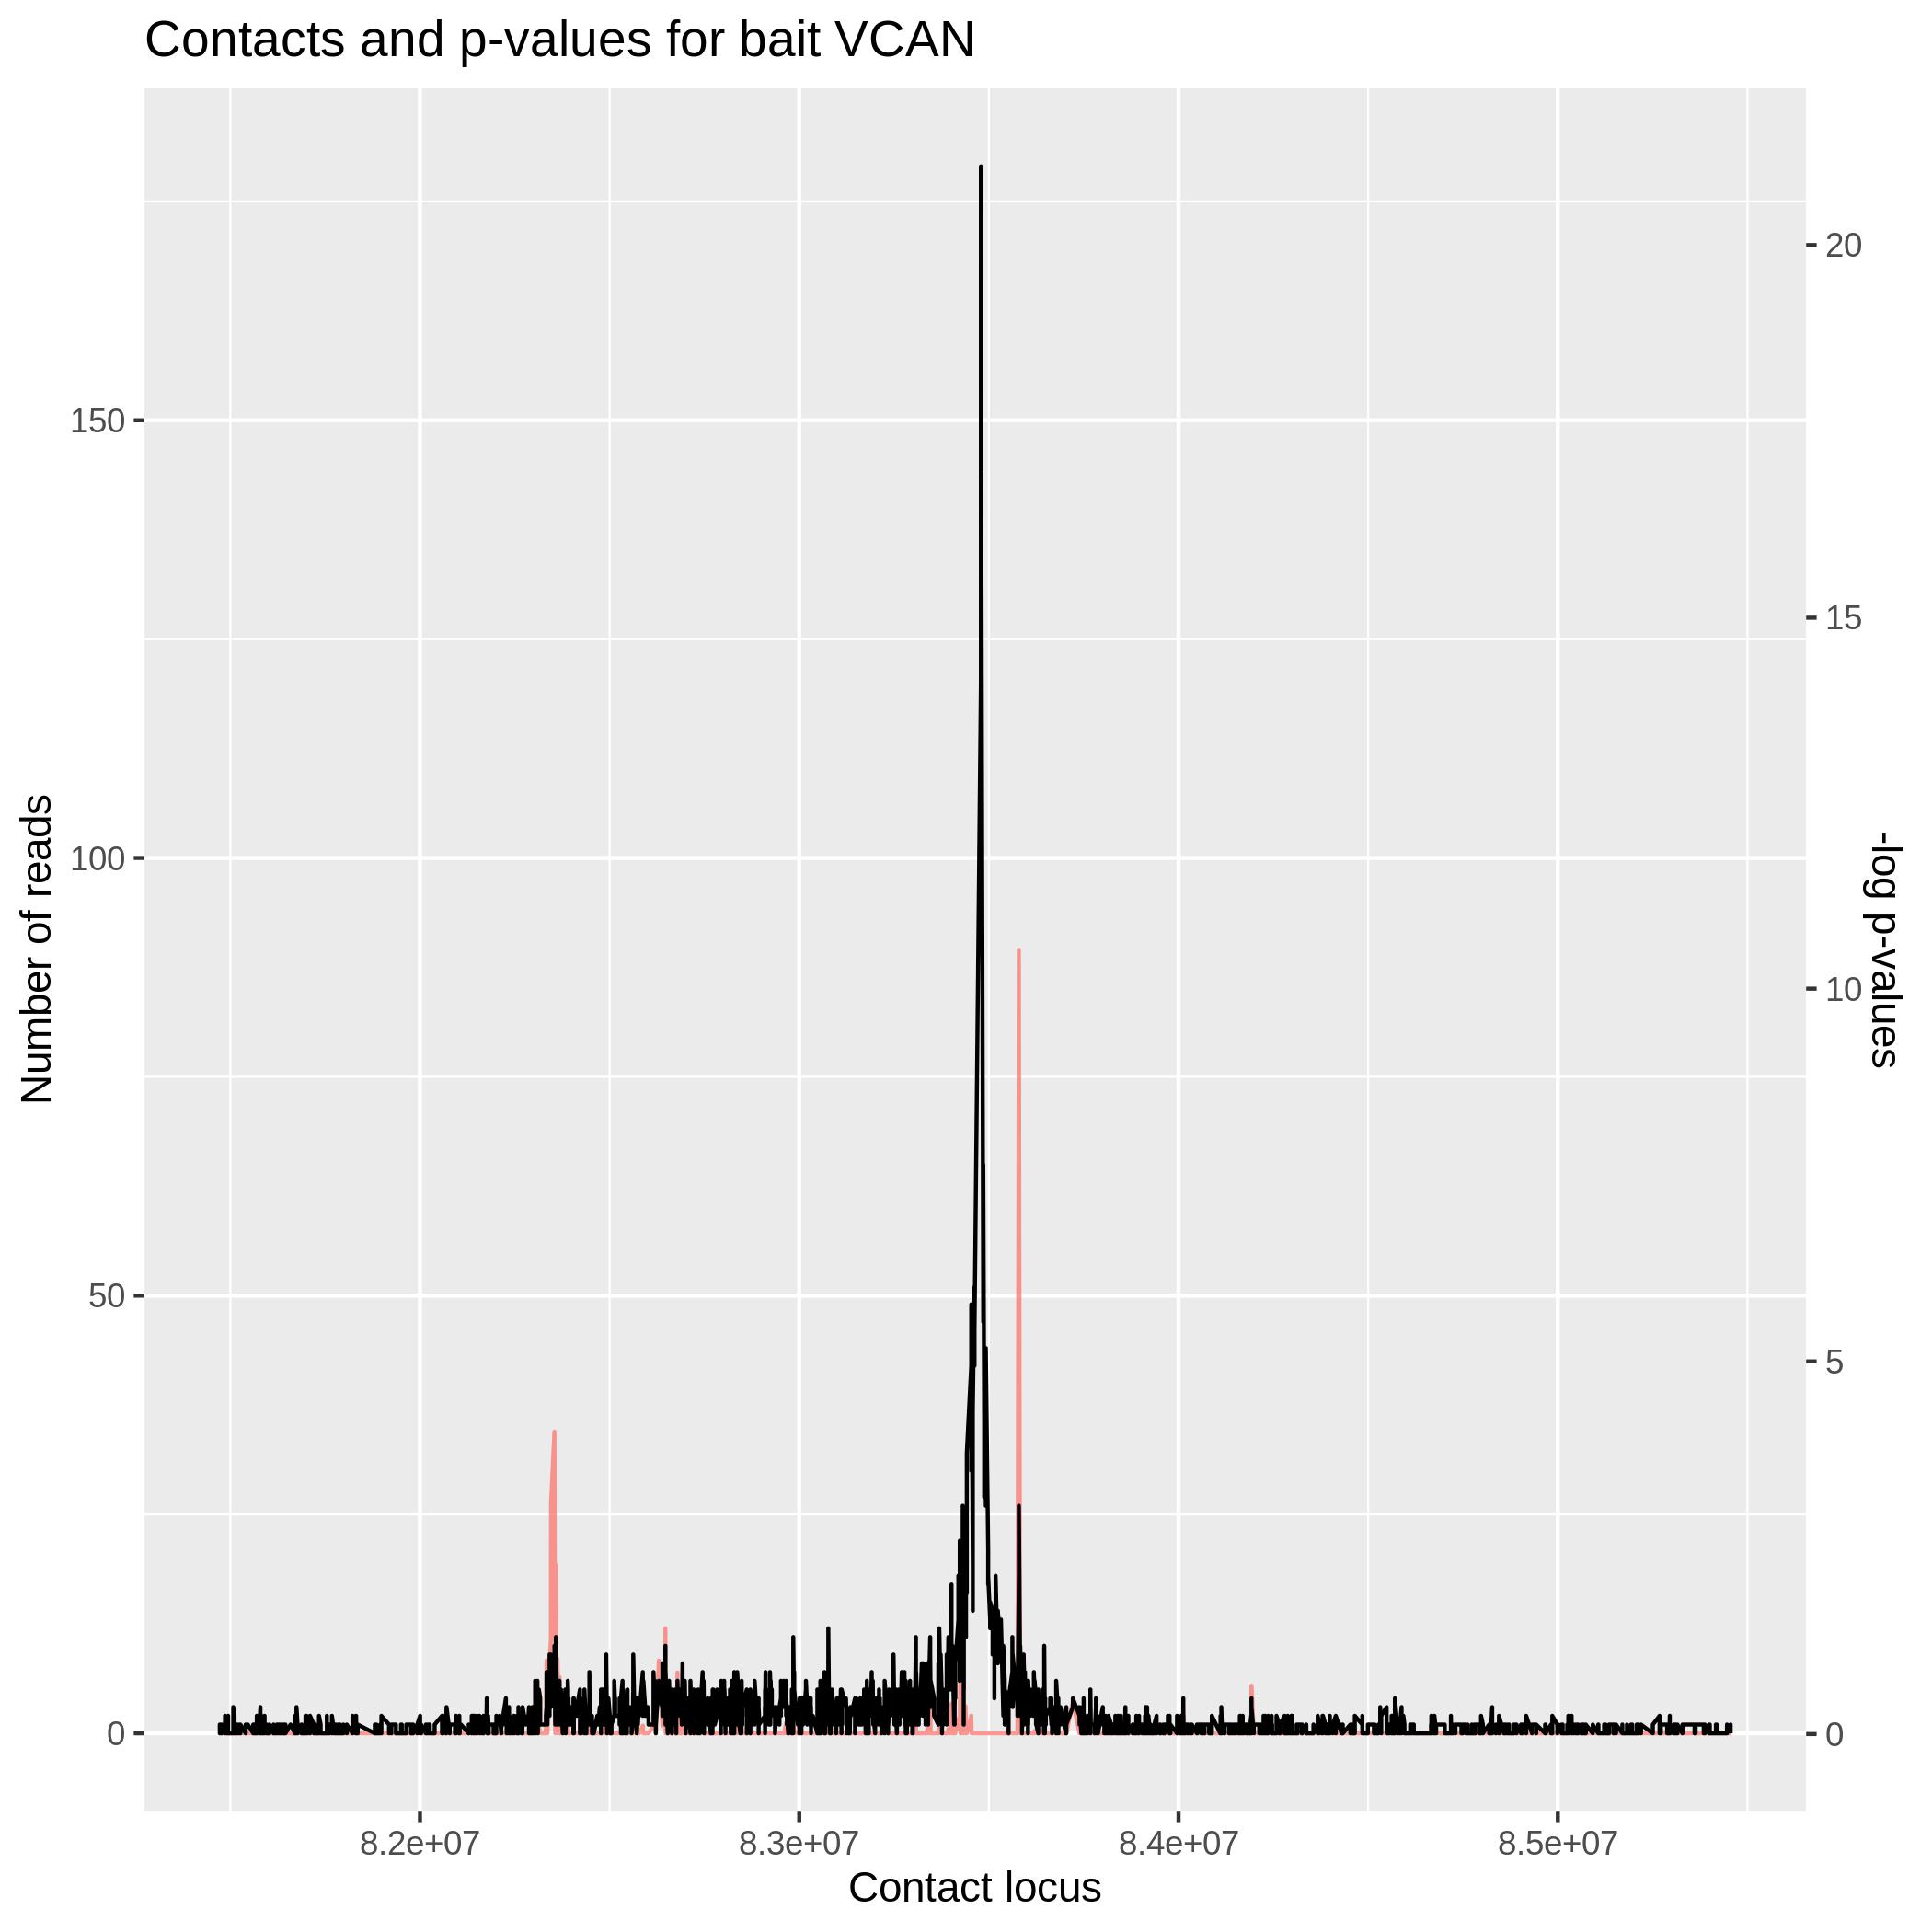 Contacts and p-values for bait VCAN
Number of reads
150
100
50
0
20
15
10
5
0
-log p-values
8.2e+07
8.3e+07
8.4e+07
8.5e+07
Contact locus